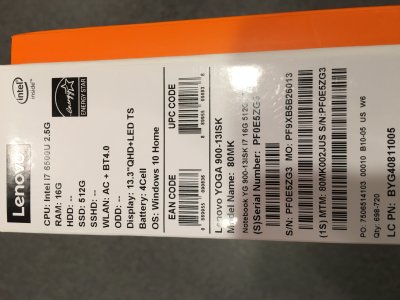 intel
inside
Lenovo
ENERGY STAR
CPU: Intel I7 6500U 2.5G
RAM: 16G
HDD: --
SSD: 512G
SSHD: --
WLAN: AC + BT4.0
ODD: --
Display: 13.3"QHD+LED TS
Battery: 4Cell
OS: Windows 10 Home
UPC CODE
EAN CODE
Lenovo YOGA 900-13ISK
Model Name: 80MK
Notebook YG 900-13ISK I7 16G 512G
(S)Serial Number: PF0E5ZG3
S/N: PF0E5ZG3 MO: PF9XB5B26013
(1S) MTM: 80MK002JUS S/N:PF0E5ZG3
PO: 7506514103 00010 B10-05 US W6
Qty: 698-720
LC PN: BYG40811005